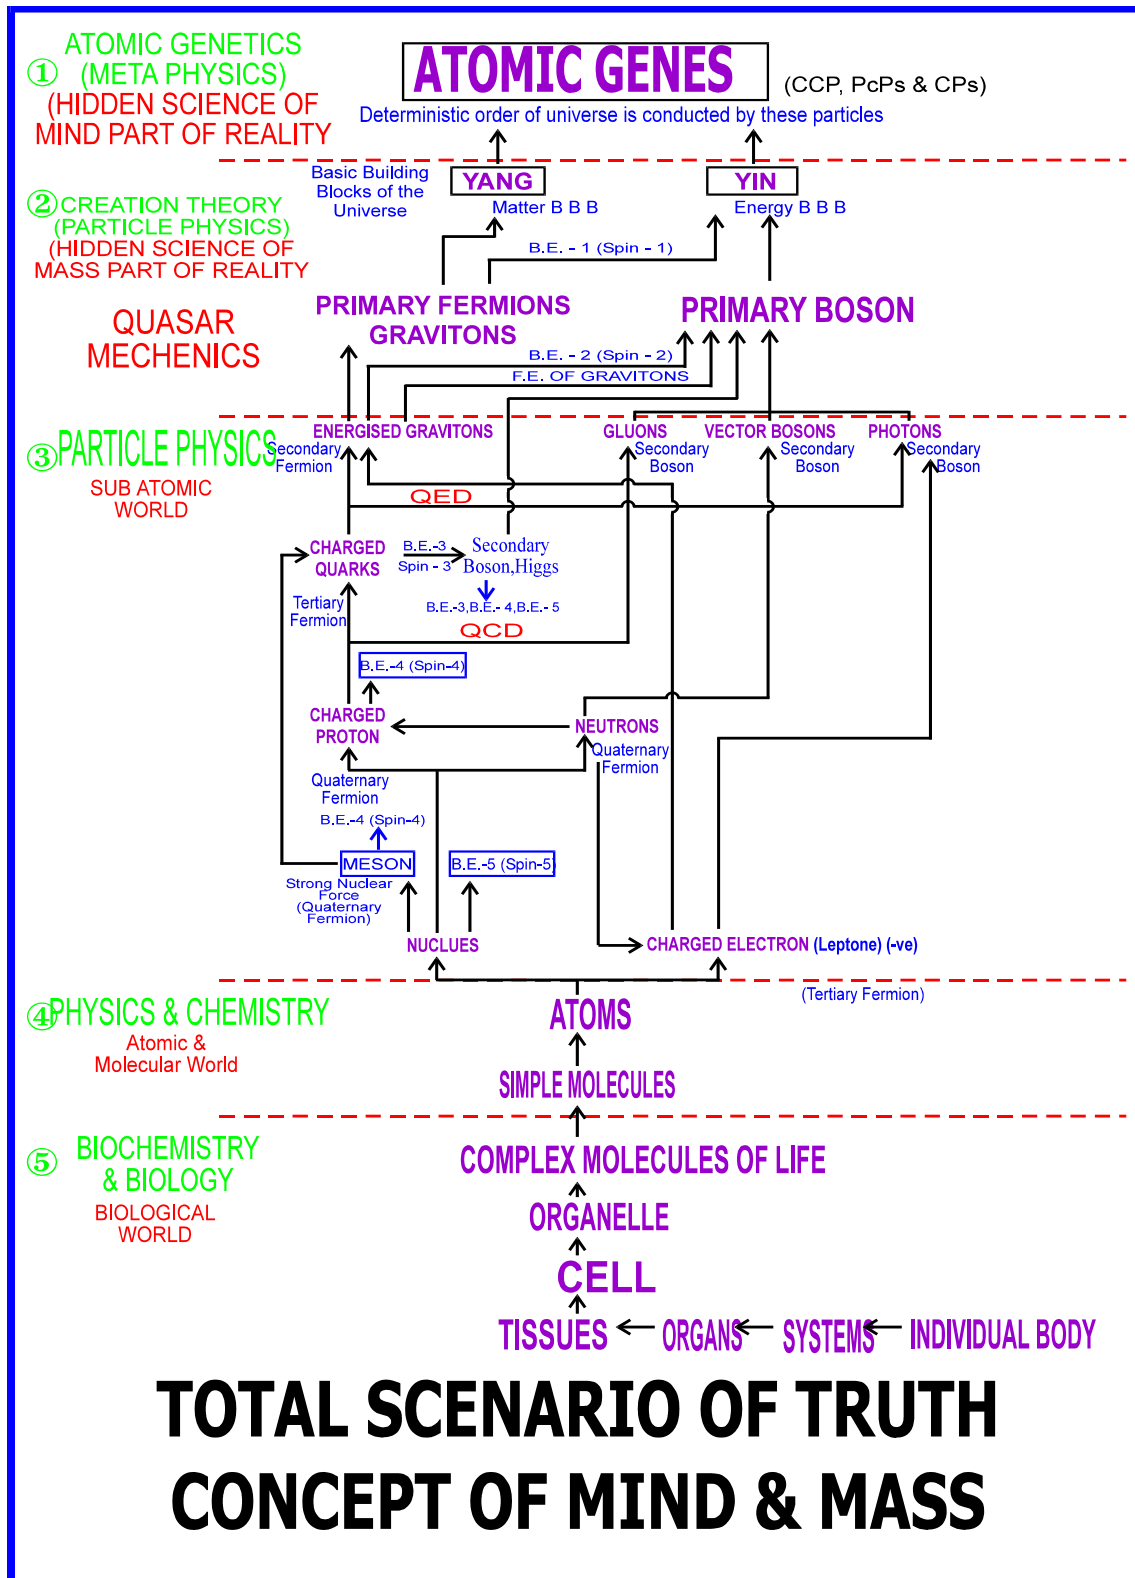 ①
ATOMIC GENETICS
(META PHYSICS)
(HIDDEN SCIENCE OF
MIND PART OF REALITY
ATOMIC GENES
(CCP, PcPs & CPs)
Deterministic order of universe is conducted by these particles
Basic Building
Blocks of the
Universe
YANG
Matter B B B
YIN
Energy B B B
②
CREATION THEORY
(PARTICLE PHYSICS)
(HIDDEN SCIENCE OF
MASS PART OF REALITY
B.E. - 1 (Spin - 1)
QUASAR
MECHENICS
PRIMARY FERMIONS
GRAVITONS
PRIMARY BOSON
B.E. - 2 (Spin - 2)
F.E. OF GRAVITONS
③
PARTICLE PHYSICS
SUB ATOMIC
WORLD
ENERGISED GRAVITONS
Secondary
Fermion
GLUONS
Secondary
Boson
VECTOR BOSONS
Secondary
Boson
PHOTONS
Secondary
Boson
QED
CHARGED
QUARKS
B.E.-3
Spin - 3
Secondary
Boson,Higgs
B.E.-3,B.E.- 4,B.E.- 5
Tertiary
Fermion
QCD
B.E.-4 (Spin-4)
CHARGED
PROTON
NEUTRONS
Quaternary
Fermion
Quaternary
Fermion
B.E.-4 (Spin-4)
MESON
B.E.-5 (Spin-5)
Strong Nuclear
Force
(Quaternary
Fermion)
NUCLUES
CHARGED ELECTRON (Leptone) (-ve)
(Tertiary Fermion)
④
PHYSICS & CHEMISTRY
Atomic &
Molecular World
ATOMS
SIMPLE MOLECULES
⑤
BIOCHEMISTRY
& BIOLOGY
BIOLOGICAL
WORLD
COMPLEX MOLECULES OF LIFE
ORGANELLE
CELL
TISSUES ORGANS SYSTEMS INDIVIDUAL BODY
TOTAL SCENARIO OF TRUTH
CONCEPT OF MIND & MASS